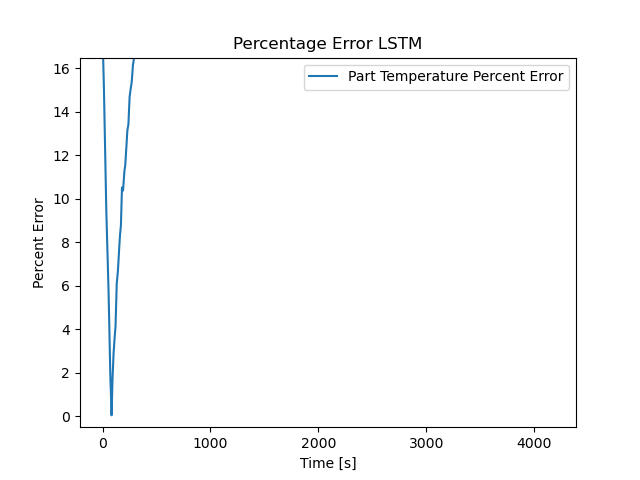 Percentage Error LSTM
Part Temperature Percent Error
Percent Error
16
14
12
10
8
6
4
2
0
0 1000 2000 3000 4000
Time [s]